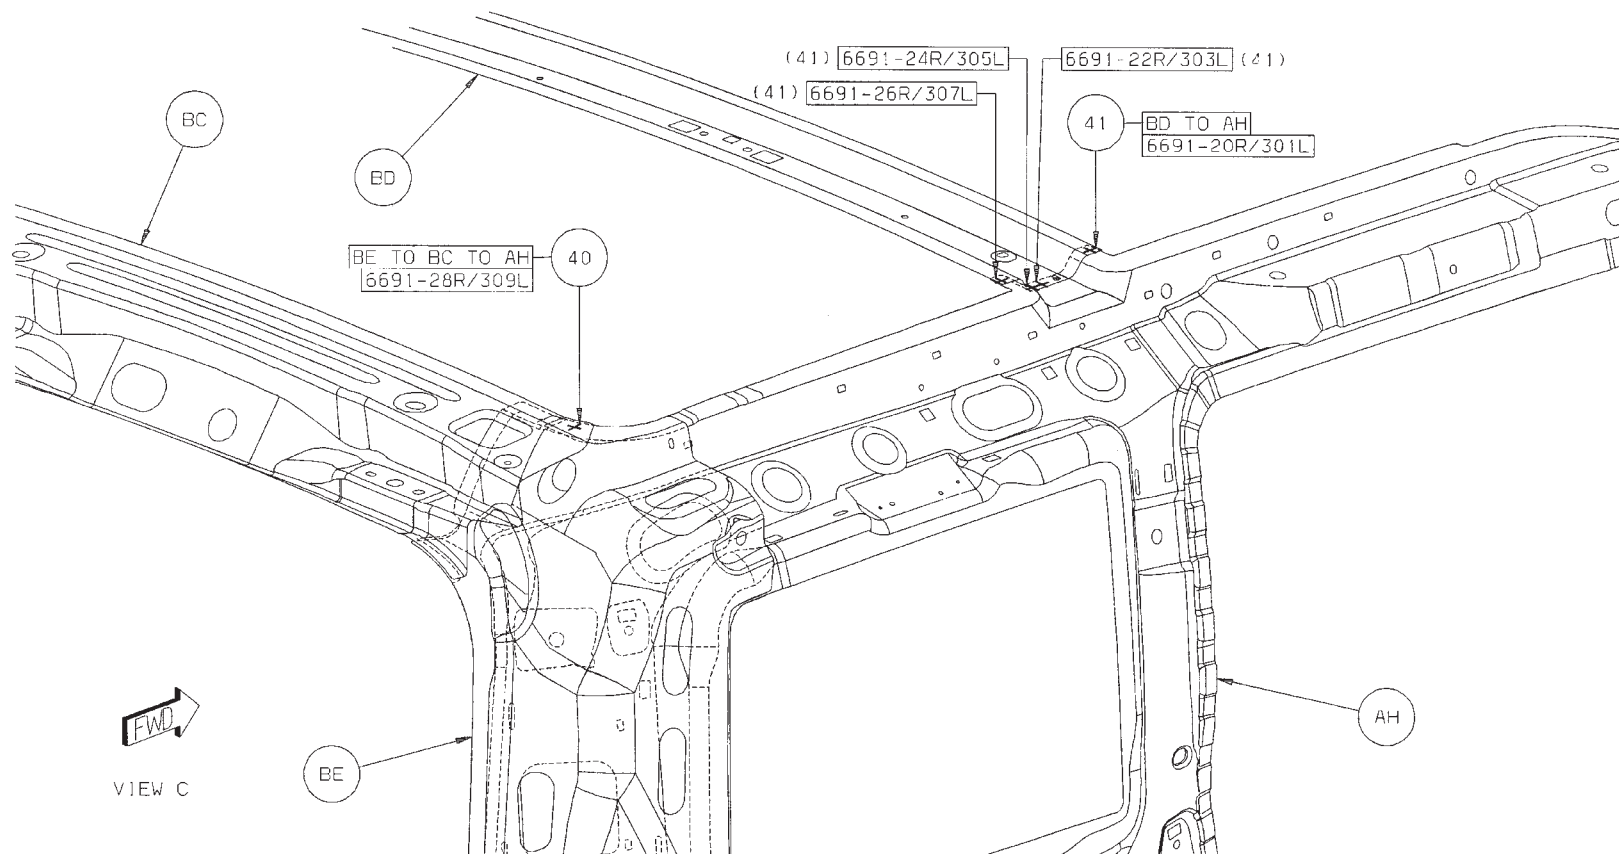 (41) 6691-24R/305L
6691-22R/303L (41)
(41) 6691-26R/307L
41
BD TO AH
6691-20R/301L
BC
BD
BE TO BC TO AH
6691-28R/309L
40
FWD
VIEW C
BE
AH